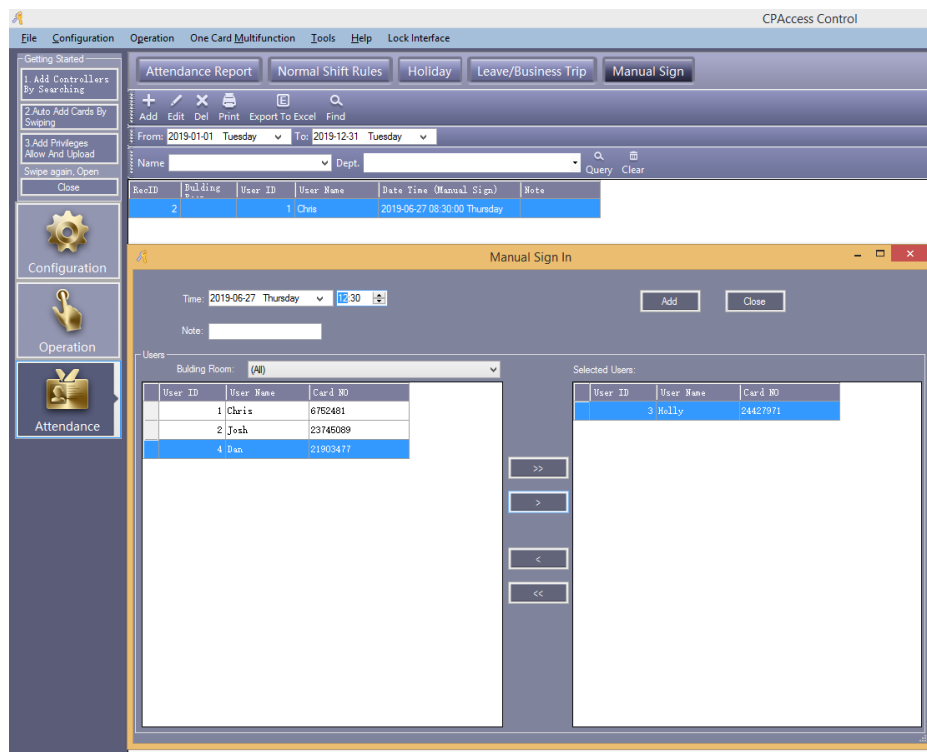 CPAccess Control
File Configuration Operation One Card Multifunction Tools Help Lock Interface
Getting Started
1.Add Controllers
By Searching
2.Auto Add Cards By
Swiping
3.Add Privileges
Allow And Upload
Swipe again, Open
Close
Configuration
Operation
Attendance
Attendance Report Normal Shift Rules Holiday Leave/Business Trip Manual Sign
Add Edit Del Print Export To Excel Find
From: 2019-01-01 Tuesday To: 2019-12-31 Tuesday
Name Dept. Query Clear
RecID Bulding User ID User Name Date Time (Manual Sign) Note
2 1 Chris 2019-06-27 08:30:00 Thursday
Manual Sign In
Time: 2019-06-27 Thursday 12:30 Add Close
Note:
Users
Bulding Room: (All) Selected Users:
User ID User Name Card NO
1 Chris 6752481
2 Josh 23745089
4 Dan 21903477
>>
>
<
<<
User ID User Name Card NO
3 Holly 24427971